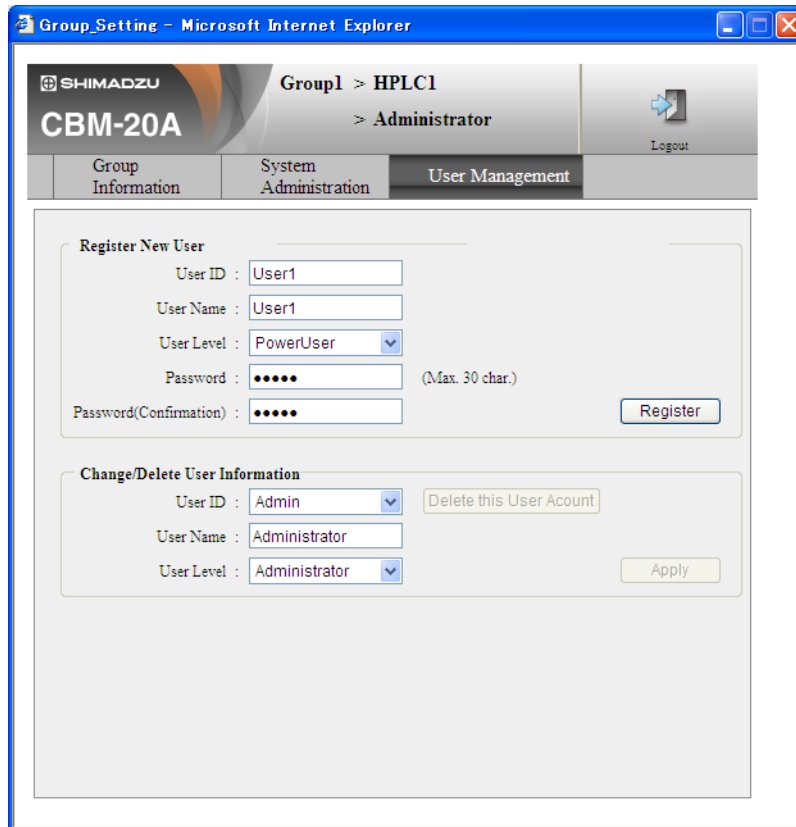 Group_Setting - Microsoft Internet Explorer
SHIMADZU
CBM-20A
Group1 > HPLC1
> Administrator
Logout
Group Information
System Administration
User Management
Register New User
User ID : User1
User Name : User1
User Level : PowerUser
Password : ••••• (Max. 30 char.)
Password(Confirmation) : ••••• Register
Change/Delete User Information
User ID : Admin Delete this User Acount
User Name : Administrator
User Level : Administrator Apply